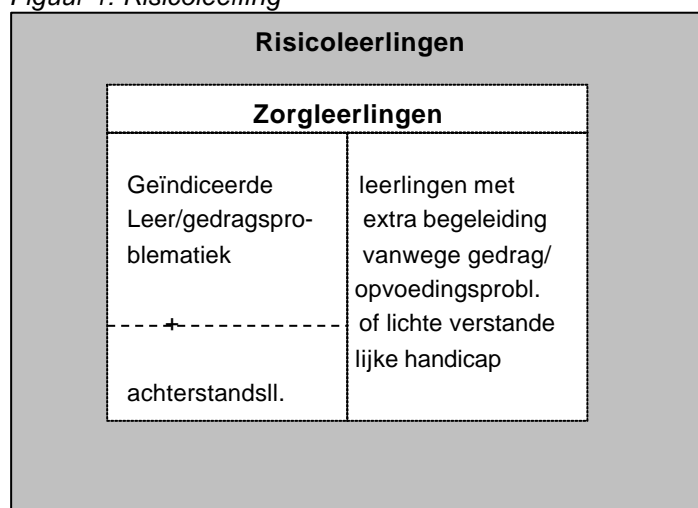 Figuur 1: Risicoleerling
Risicoleerlingen
Zorgleerlingen
Geïndiceerde
Leer/gedragspro-
blematiek
+
achterstandsll.
leerlingen met
extra begeleiding
vanwege gedrag/
opvoedingsprobl.
of lichte verstande
lijke handicap